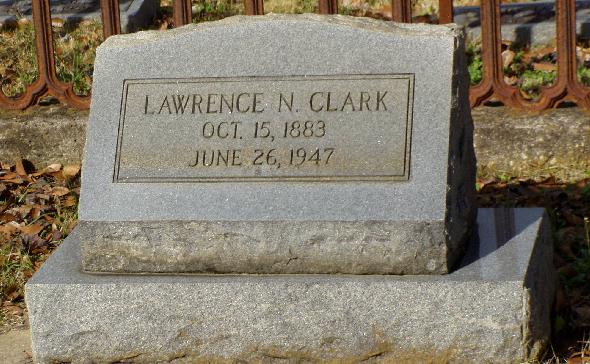 LAWRENCE N. CLARK
OCT. 15, 1883
JUNE 26, 1947